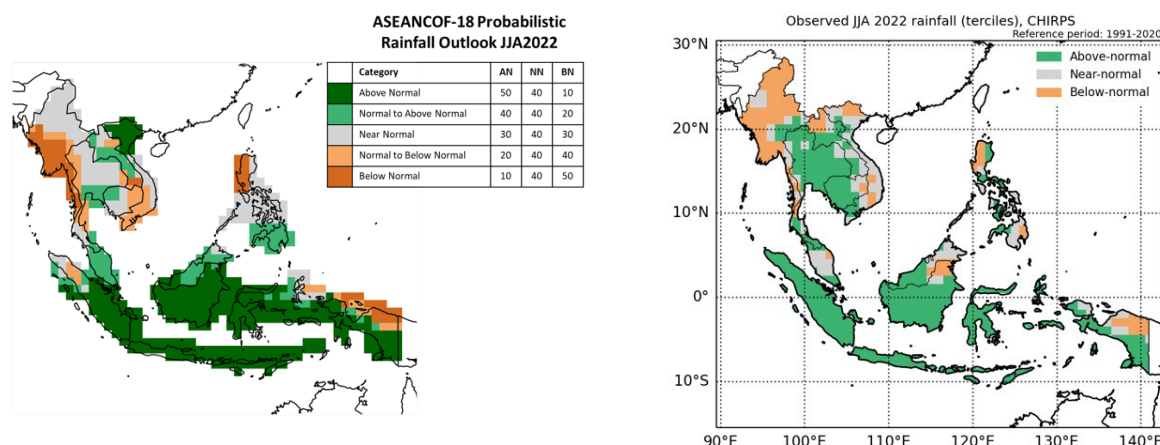 ASEANCOF-18 Probabilistic
Rainfall Outlook JJA2022
Category AN NN BN
Above Normal 50 40 10
Normal to Above Normal 40 40 20
Near Normal 30 40 30
Normal to Below Normal 20 40 40
Below Normal 10 40 50
Observed JJA 2022 rainfall (terciles), CHIRPS
Reference period: 1991-2020
30°N
Above-normal
Near-normal
Below-normal
20°N
10°N
0°
10°S
90°E 100°E 110°E 120°E 130°E 140°E